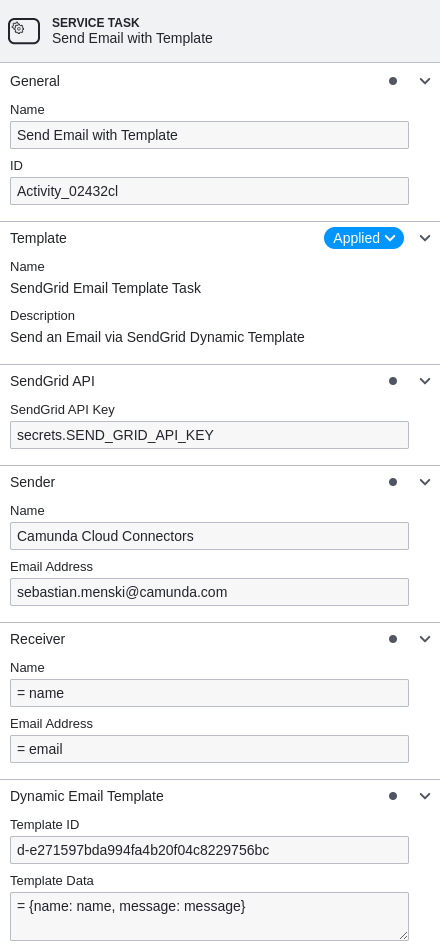 SERVICE TASK
Send Email with Template
General
Name
Send Email with Template
ID
Activity_02432cl
Template
Applied
Name
SendGrid Email Template Task
Description
Send an Email via SendGrid Dynamic Template
SendGrid API
SendGrid API Key
secrets.SEND_GRID_API_KEY
Sender
Name
Camunda Cloud Connectors
Email Address
sebastian.menski@camunda.com
Receiver
Name
= name
Email Address
= email
Dynamic Email Template
Template ID
d-e271597bda994fa4b20f04c8229756bc
Template Data
= {name: name, message: message}